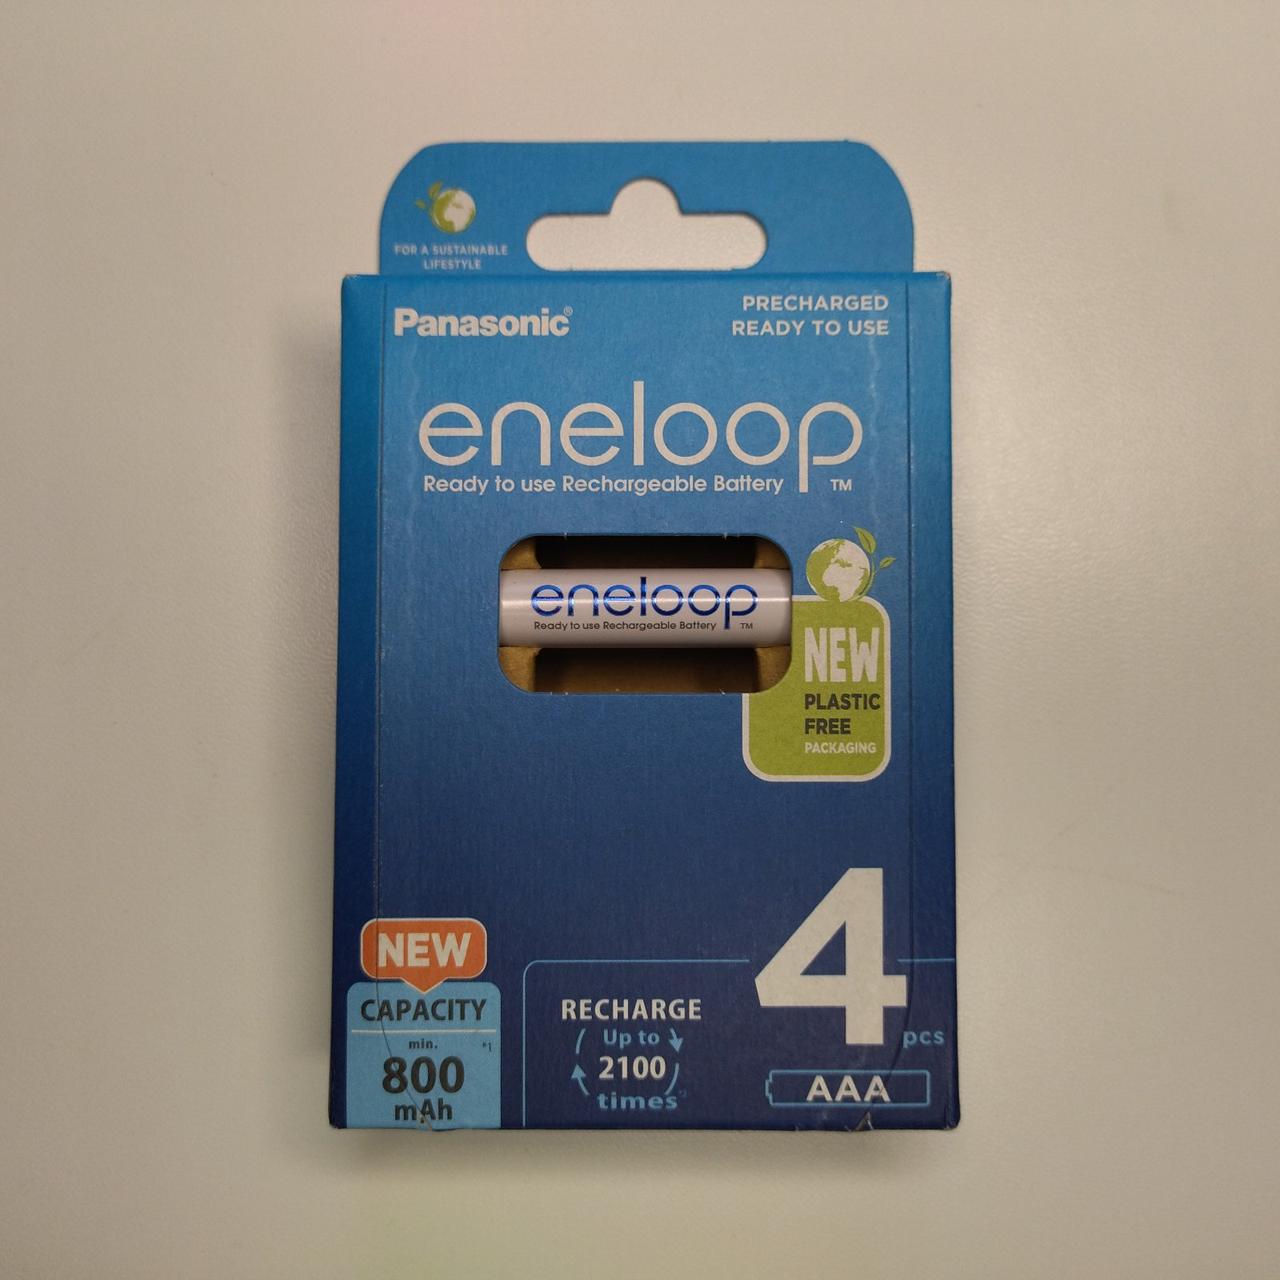 FOR A SUSTAINABLE
LIFESTYLE
Panasonic®
PRECHARGED
READY TO USE
eneloop
Ready to use Rechargeable Battery ™
eneloop
Ready to use Rechargeable Battery ™
NEW
PLASTIC
FREE
PACKAGING
NEW
CAPACITY
min. *1
800
mAh
RECHARGE
Up to
2100
times
4
pcs
AAA